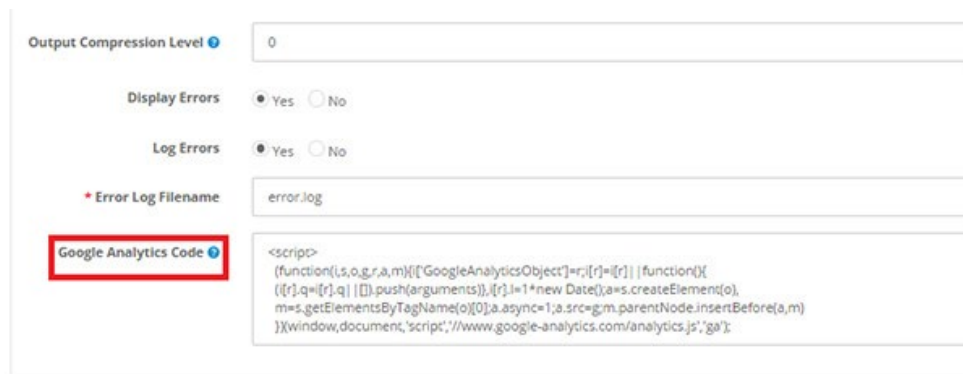 Output Compression Level ?
0
Display Errors
Yes No
Log Errors
Yes No
* Error Log Filename
error.log
Google Analytics Code ?
<script>
(function(i,s,o,g,r,a,m){i['GoogleAnalyticsObject']=r;i[r]=i[r]||function(){
(i[r].q=i[r].q||[]).push(arguments)},i[r].l=1*new Date();a=s.createElement(o),
m=s.getElementsByTagName(o)[0];a.async=1;a.src=g;m.parentNode.insertBefore(a,m)
})(window,document,'script','//www.google-analytics.com/analytics.js','ga');